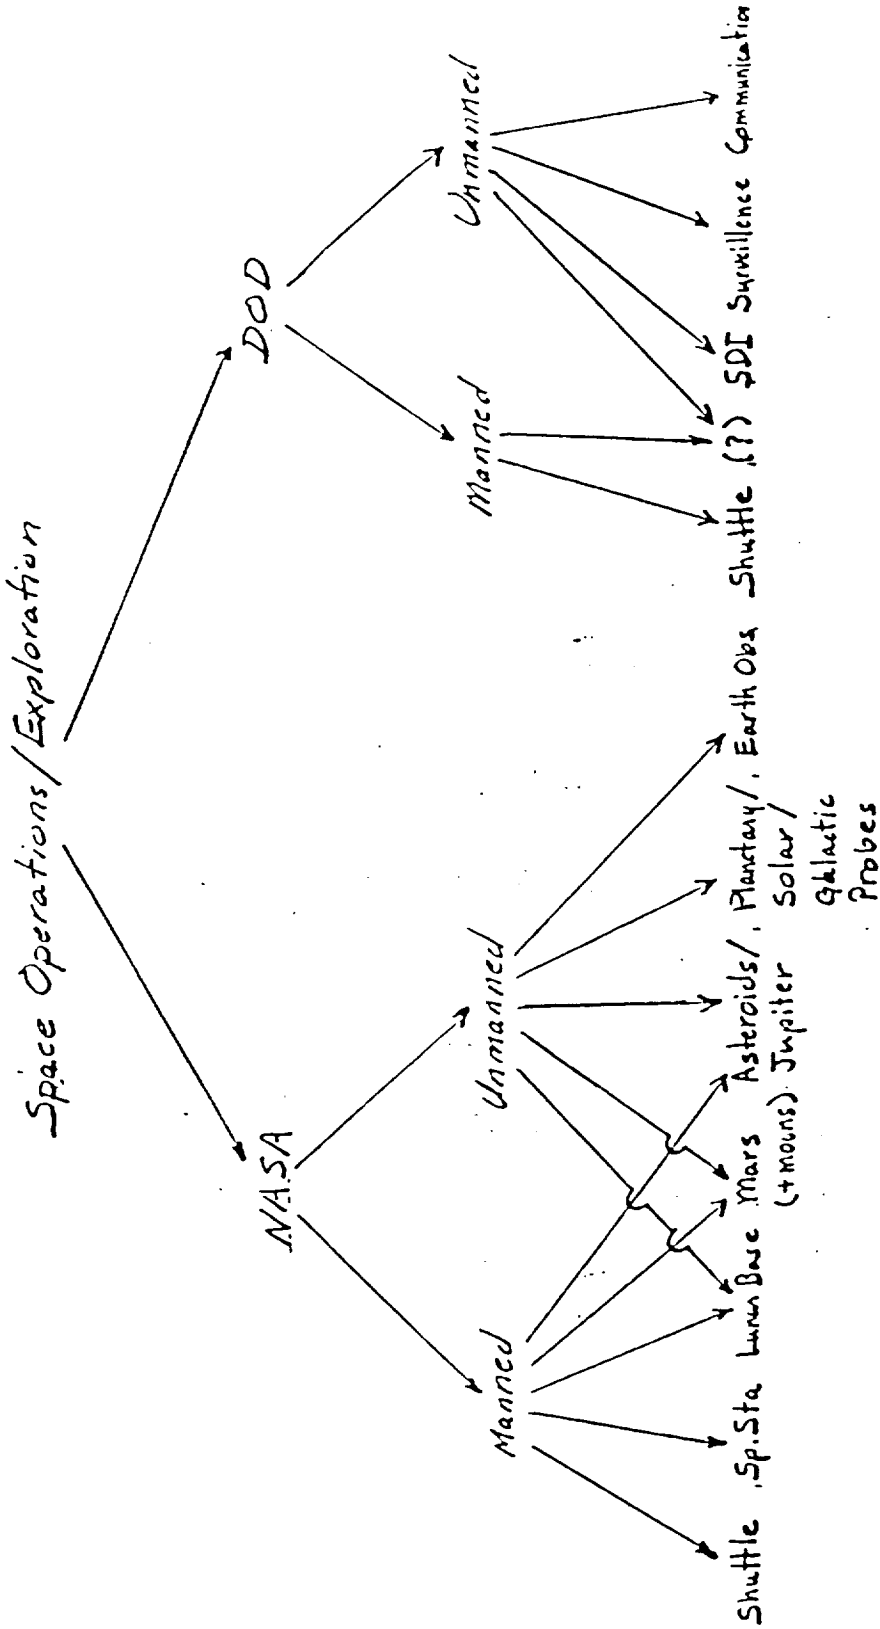 Space Operations/Exploration
NASA
DOD
Manned
Unmanned
Manned
Unmanned
Shuttle
Sp. Sta
Lunar Base
Mars
(+moons)
Asteroids/
Jupiter
Planetary/
Solar/
Galactic
Probes
Earth Obs
Shuttle
(?)
SDI
Surveillence
Communication